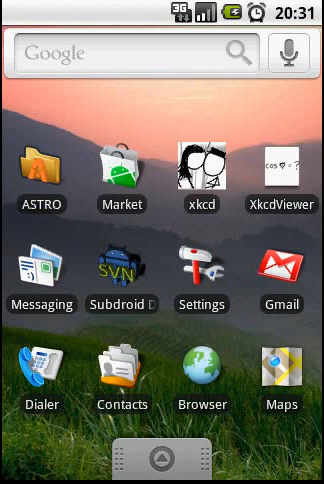 3G 20:31
Google
ASTRO Market xkcd XkcdViewer
cos ♡ = ?
Messaging Subdroid D Settings Gmail
SVN
Dialer Contacts Browser Maps